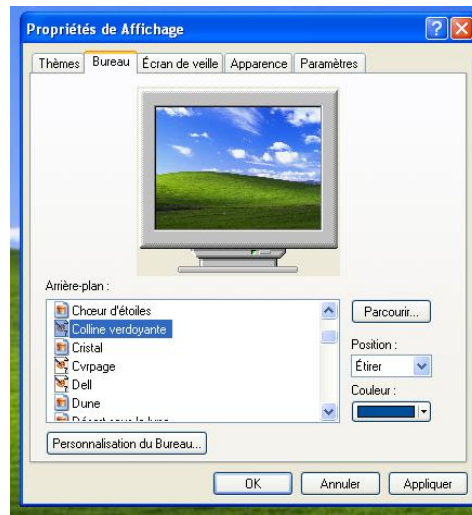 Propriétés de Affichage
Thèmes Bureau Écran de veille Apparence Paramètres
Arrière-plan :
Chœur d'étoiles
Colline verdoyante
Cristal
Cvrpage
Dell
Dune
Parcourir...
Position :
Étirer
Couleur :
Personnalisation du Bureau...
OK Annuler Appliquer